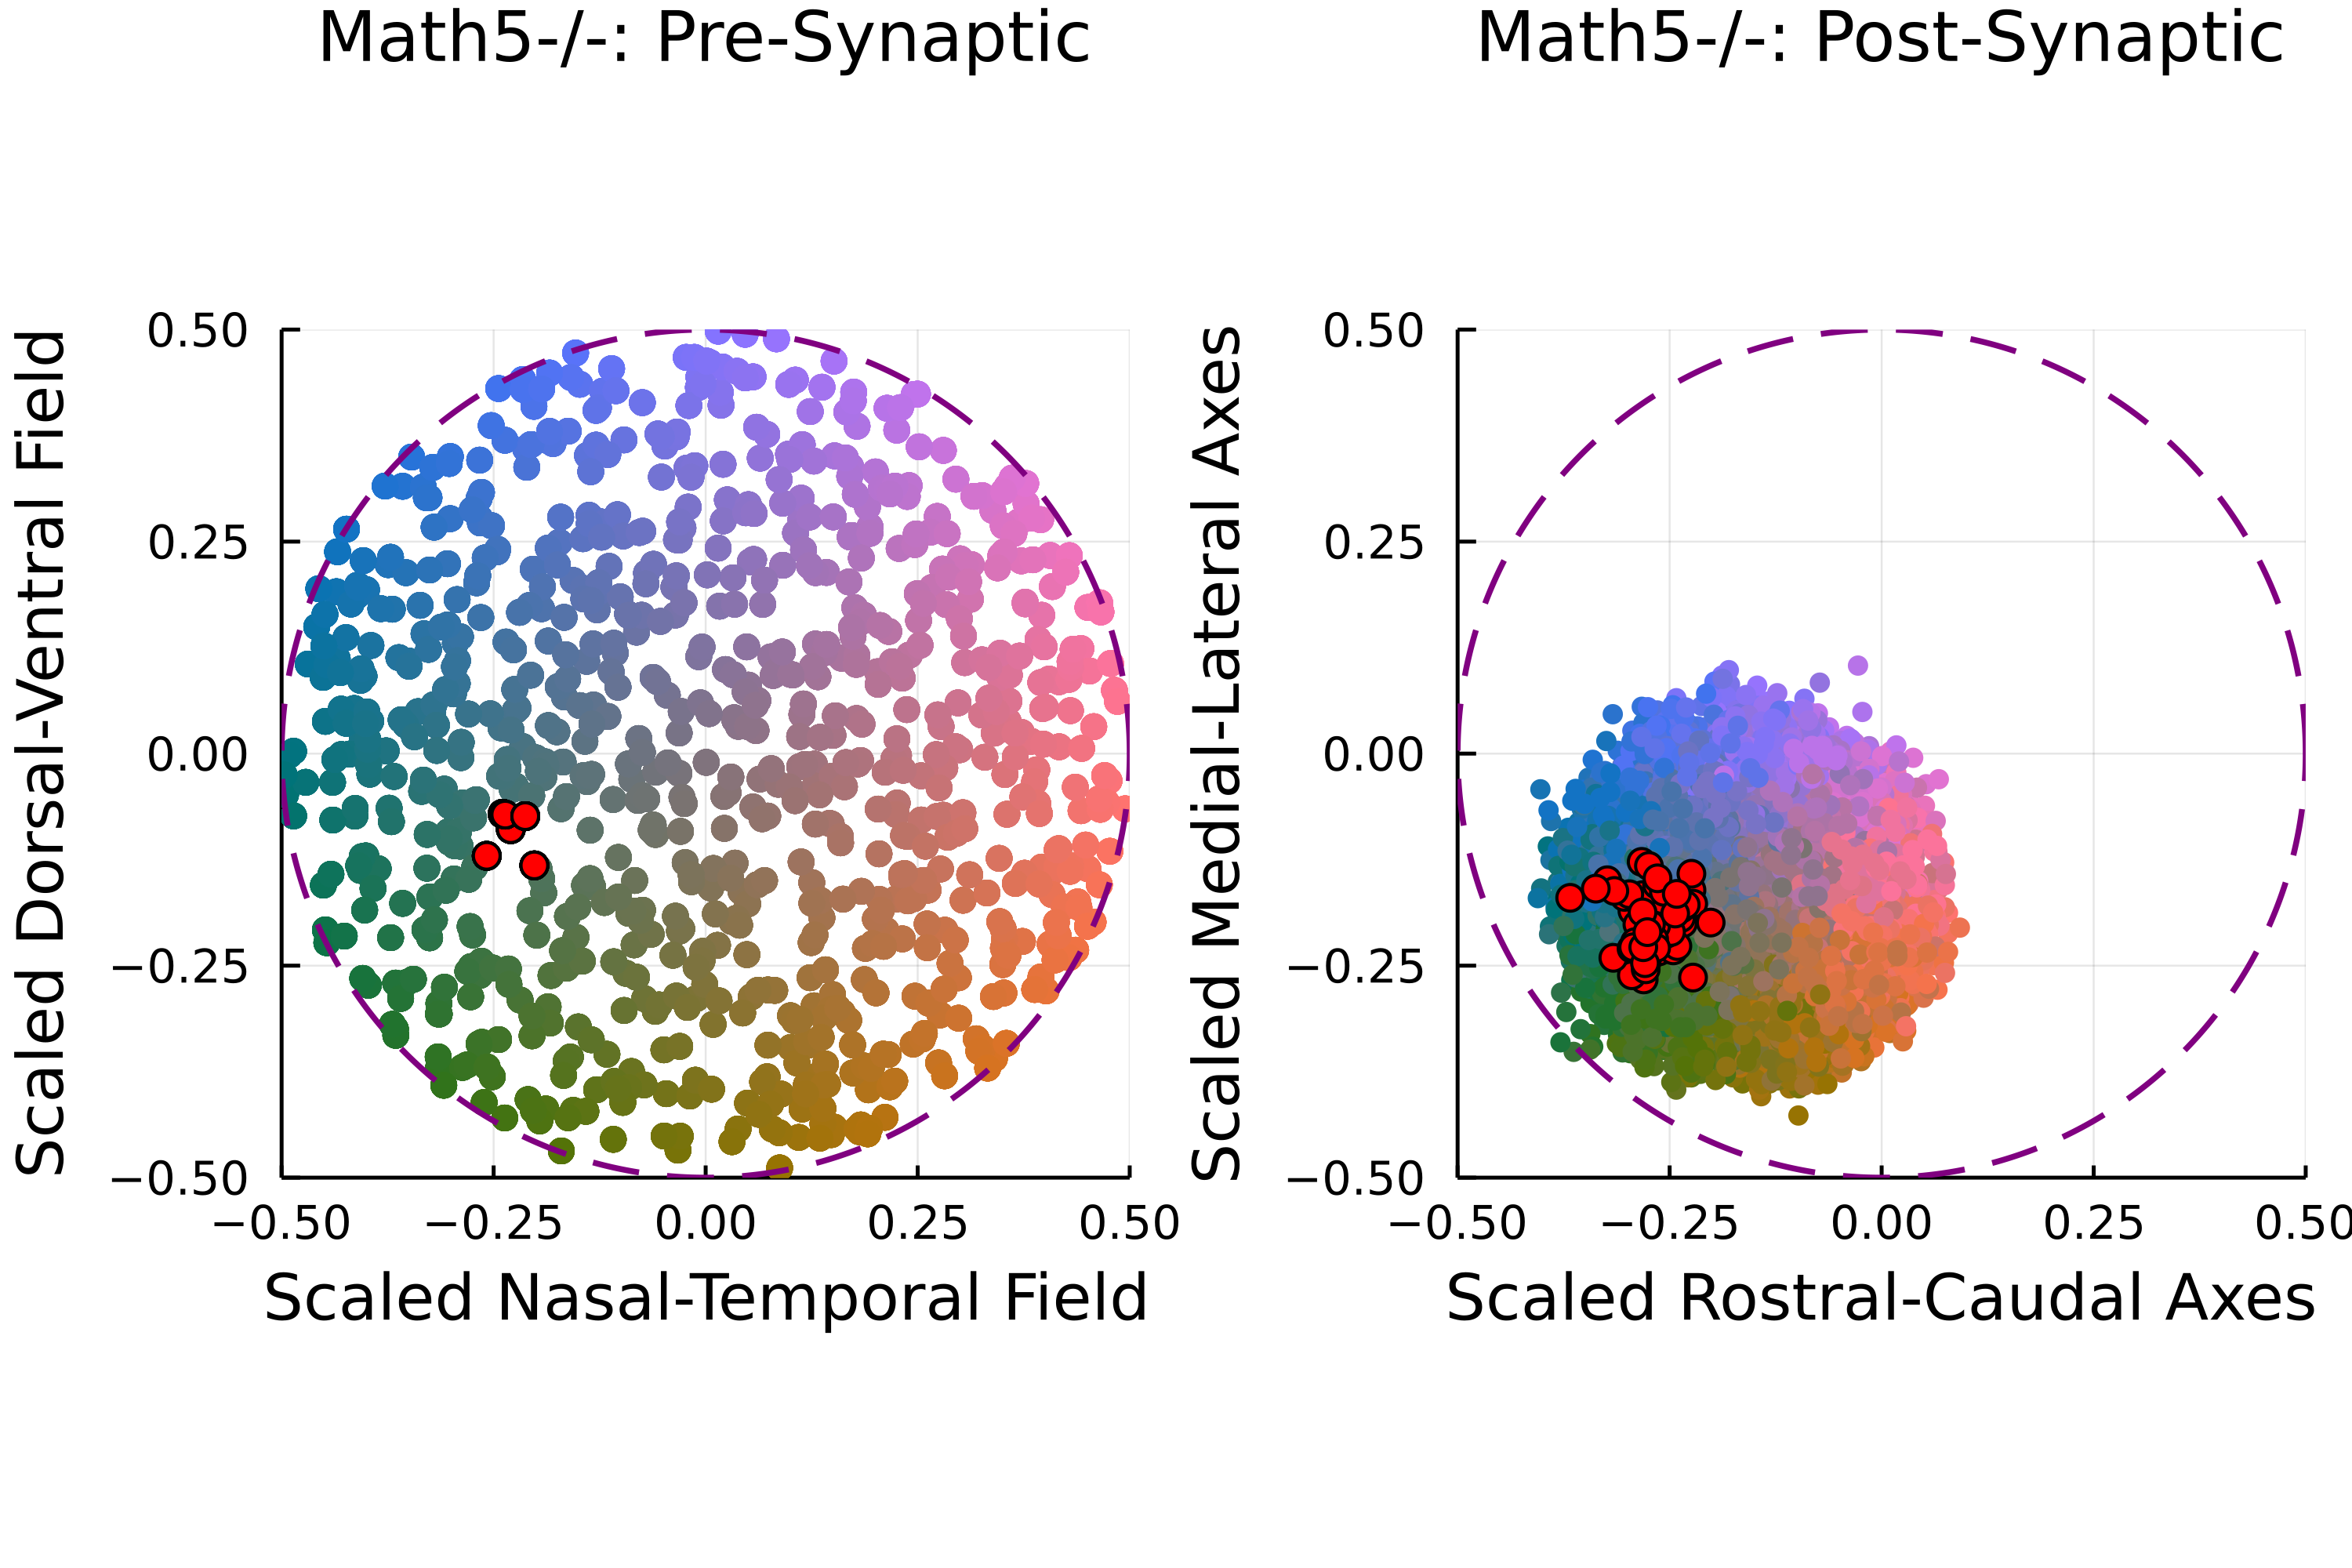 Math5-/-: Pre-Synaptic
Scaled Dorsal-Ventral Field
0.50
0.25
0.00
−0.25
−0.50
−0.50 −0.25 0.00 0.25 0.50
Scaled Nasal-Temporal Field
Math5-/-: Post-Synaptic
Scaled Medial-Lateral Axes
0.50
0.25
0.00
−0.25
−0.50
−0.50 −0.25 0.00 0.25 0.50
Scaled Rostral-Caudal Axes